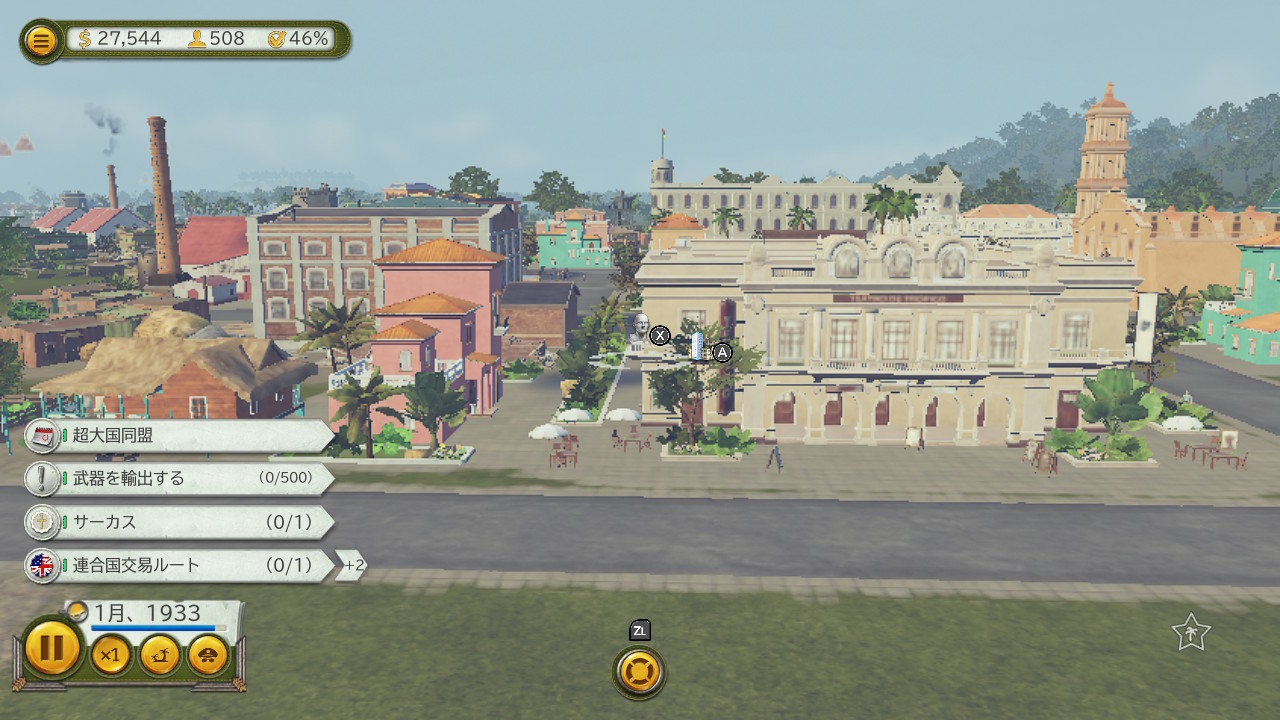 $ 27,544 508 46%
X
A
超大国同盟
武器を輸出する (0/500)
サーカス (0/1)
連合国交易ルート (0/1) +2
1月、1933
×1
ZL